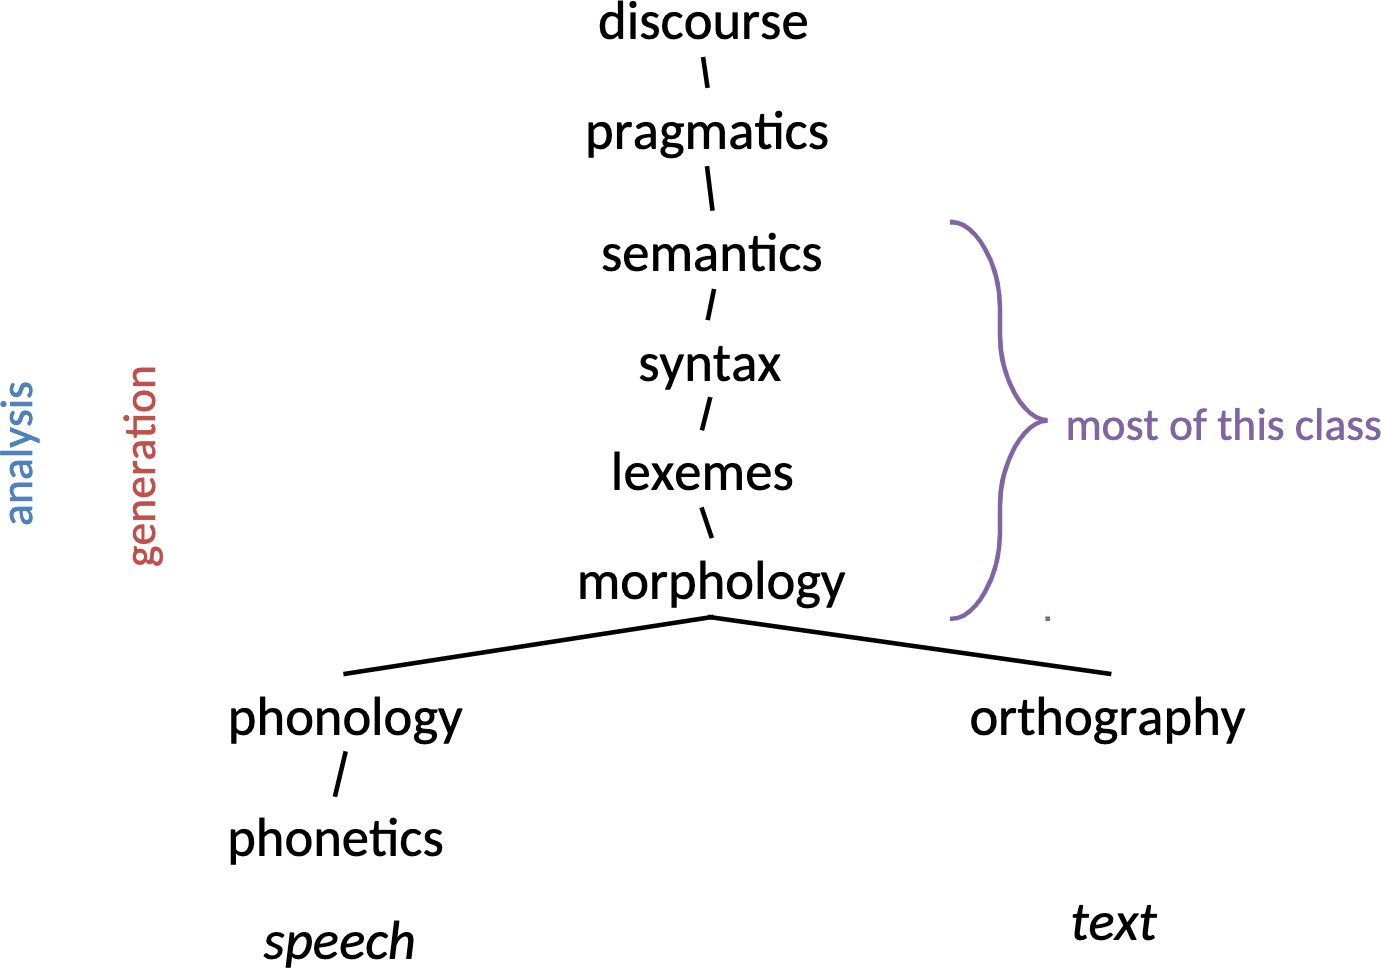 discourse
pragmatics
semantics
syntax
analysis
generation
most of this class
lexemes
morphology
phonology
orthography
phonetics
speech
text